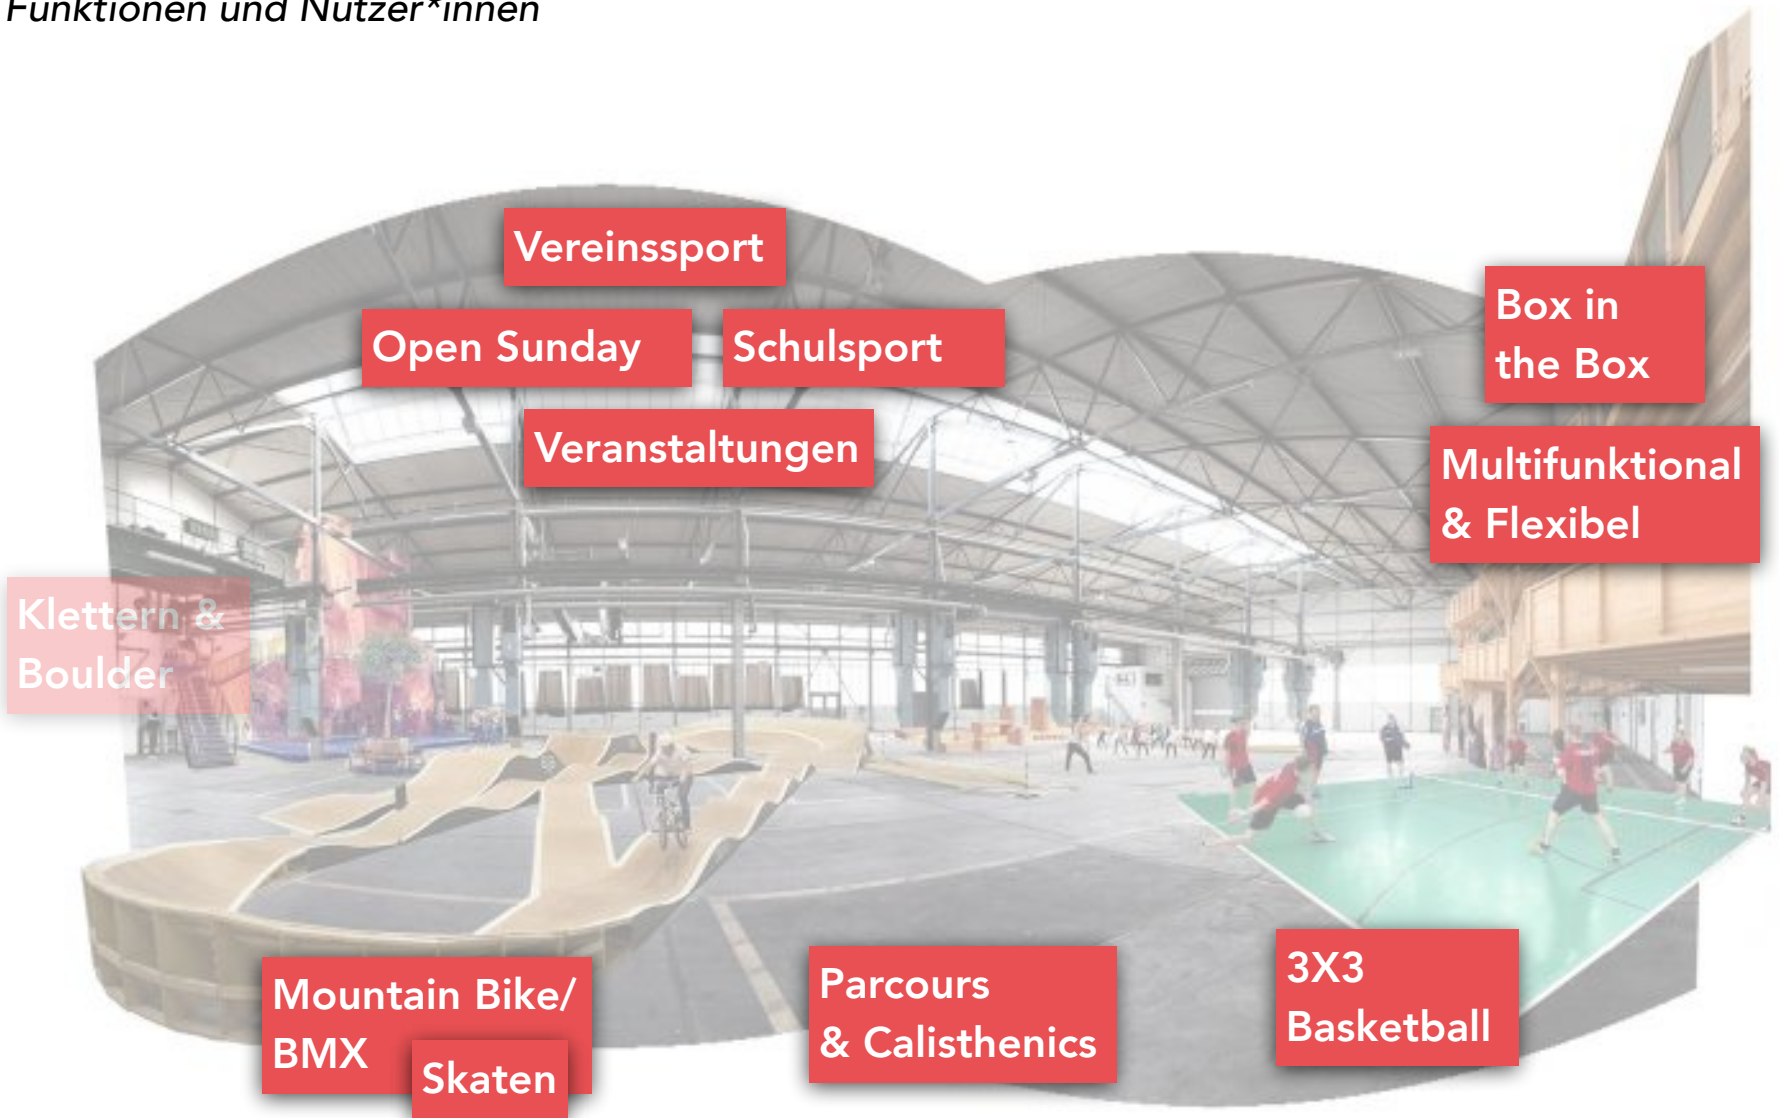 Funktionen und Nutzer*innen
Vereinssport
Open Sunday
Schulsport
Veranstaltungen
Box in
the Box
Multifunktional
& Flexibel
Klettern &
Boulder
Mountain Bike/
BMX
Skaten
Parcours
& Calisthenics
3X3
Basketball